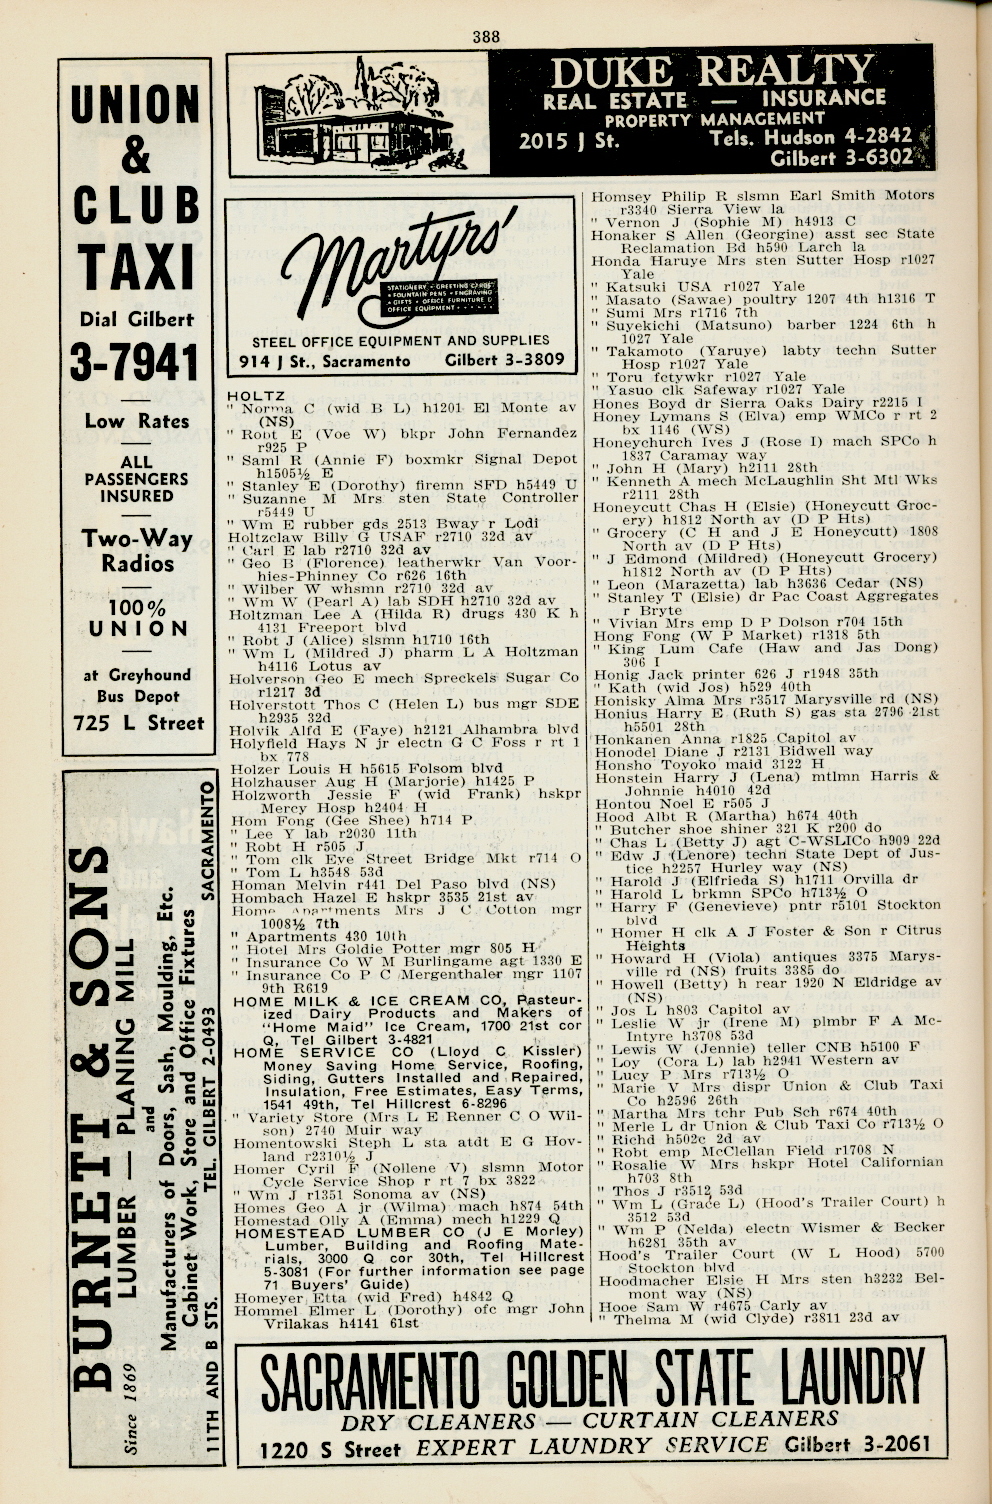 388
UNION
&
CLUB
TAXI
Dial Gilbert
3-7941
Low Rates
ALL
PASSENGERS
INSURED
Two-Way
Radios
100%
UNION
at Greyhound
Bus Depot
725 L Street
BURNETT & SONS
Since 1869 LUMBER — PLANING MILL
and
Manufacturers of Doors, Sash, Moulding, Etc.
Cabinet Work, Store and Office Fixtures
11TH AND B STS. TEL. GILBERT 2-0493 SACRAMENTO
DUKE REALTY
REAL ESTATE — INSURANCE
PROPERTY MANAGEMENT
2015 J St. Tels. Hudson 4-2842
Gilbert 3-6302
Martyrs'
STATIONERY • GREETING CARDS
• FOUNTAIN PENS • ENGRAVING
• GIFTS • OFFICE FURNITURE &
OFFICE EQUIPMENT
STEEL OFFICE EQUIPMENT AND SUPPLIES
914 J St., Sacramento Gilbert 3-3809
HOLTZ
" Norma C (wid B L) h1201 El Monte av
(NS)
" Robt E (Voe W) bkpr John Fernandez
r925 P
" Saml R (Annie F) boxmkr Signal Depot
h1505½ E
" Stanley E (Dorothy) firemn SFD h5449 U
" Suzanne M Mrs sten State Controller
r5449 U
" Wm E rubber gds 2513 Bway r Lodi
Holtzclaw Billy G USAF r2710 32d av
" Carl E lab r2710 32d av
" Geo B (Florence) leatherwkr Van Voor-
hies-Phinney Co r626 16th
" Wilber W whsmn r2710 32d av
" Wm W (Pearl A) lab SDH h2710 32d av
Holtzman Lee A (Hilda R) drugs 430 K h
4131 Freeport blvd
" Robt J (Alice) slsmn h1710 16th
" Wm L (Mildred J) pharm L A Holtzman
h4116 Lotus av
Holverson Geo E mech Spreckels Sugar Co
r1217 3d
Holverstott Thos C (Helen L) bus mgr SDE
h2935 32d
Holvik Alfd E (Faye) h2121 Alhambra blvd
Holyfield Hays N jr electn G C Foss r rt 1
bx 778
Holzer Louis H h5615 Folsom blvd
Holzhauser Aug H (Marjorie) h1425 P
Holzworth Jessie F (wid Frank) hskpr
Mercy Hosp h2404 H
Hom Fong (Gee Shee) h714 P
" Lee Y lab r2030 11th
" Robt H r505 J
" Tom clk Eye Street Bridge Mkt r714 O
" Tom L h3548 53d
Homan Melvin r441 Del Paso blvd (NS)
Hombach Hazel E hskpr 3535 21st av
Home Apartments Mrs J C Cotton mgr
1008½ 7th
" Apartments 430 10th
" Hotel Mrs Goldie Potter mgr 805 H
" Insurance Co W M Burlingame agt 1330 E
" Insurance Co P C Mergenthaler mgr 1107
9th R619
HOME MILK & ICE CREAM CO, Pasteur-
ized Dairy Products and Makers of
"Home Maid" Ice Cream, 1700 21st cor
Q, Tel Gilbert 3-4821
HOME SERVICE CO (Lloyd C Kissler)
Money Saving Home Service, Roofing,
Siding, Gutters Installed and Repaired,
Insulation, Free Estimates, Easy Terms,
1541 49th, Tel Hillcrest 6-8296
" Variety Store (Mrs L E Renner C O Wil-
son) 2740 Muir way
Homentowski Steph L sta atdt E G Hov-
land r2310½ J
Homer Cyril F (Nollene V) slsmn Motor
Cycle Service Shop r rt 7 bx 3822
" Wm J r1351 Sonoma av (NS)
Homes Geo A jr (Wilma) mach h874 54th
Homestad Olly A (Emma) mech h1229 Q
HOMESTEAD LUMBER CO (J E Morley)
Lumber, Building and Roofing Mate-
rials, 3000 Q cor 30th, Tel Hillcrest
5-3081 (For further information see page
71 Buyers' Guide)
Homeyer Etta (wid Fred) h4842 Q
Hommel Elmer L (Dorothy) ofc mgr John
Vrilakas h4141 61st
Homsey Philip R slsmn Earl Smith Motors
r3340 Sierra View la
" Vernon J (Sophie M) h4913 C
Honaker S Allen (Georgine) asst sec State
Reclamation Bd h590 Larch la
Honda Haruye Mrs sten Sutter Hosp r1027
Yale
" Katsuki USA r1027 Yale
" Masato (Sawae) poultry 1207 4th h1316 T
" Sumi Mrs r1716 7th
" Suyekichi (Matsuno) barber 1224 6th h
1027 Yale
" Takamoto (Yaruye) labty techn Sutter
Hosp r1027 Yale
" Toru fctywkr r1027 Yale
" Yasuo clk Safeway r1027 Yale
Hones Boyd dr Sierra Oaks Dairy r2215 I
Honey Lymans S (Elva) emp WMCo r rt 2
bx 1146 (WS)
Honeychurch Ives J (Rose I) mach SPCo h
1837 Caramay way
" John H (Mary) h2111 28th
" Kenneth A mech McLaughlin Sht Mtl Wks
r2111 28th
Honeycutt Chas H (Elsie) (Honeycutt Groc-
ery) h1812 North av (D P Hts)
" Grocery (C H and J E Honeycutt) 1808
North av (D P Hts)
" J Edmond (Mildred) (Honeycutt Grocery)
h1812 North av (D P Hts)
" Leon (Marazetta) lab h3636 Cedar (NS)
" Stanley T (Elsie) dr Pac Coast Aggregates
r Bryte
" Vivian Mrs emp D P Dolson r704 15th
Hong Fong (W P Market) r1318 5th
" King Lum Cafe (Haw and Jas Dong)
306 I
Honig Jack printer 626 J r1948 35th
" Kath (wid Jos) h529 40th
Honisky Alma Mrs r3517 Marysville rd (NS)
Honius Harry E (Ruth S) gas sta 2796 21st
h5501 28th
Honkanen Anna r1825 Capitol av
Honodel Diane J r2131 Bidwell way
Honsho Toyoko maid 3122 H
Honstein Harry J (Lena) mtlmn Harris &
Johnnie h4010 42d
Hontou Noel E r505 J
Hood Albt R (Martha) h674 40th
" Butcher shoe shiner 321 K r200 do
" Chas L (Betty J) agt C-WSLICo h909 22d
" Edw J (Lenore) techn State Dept of Jus-
tice h2257 Hurley way (NS)
" Harold J (Elfrieda S) h1711 Orvilla dr
" Harold L brkmn SPCo h713½ O
" Harry F (Genevieve) pntr r5101 Stockton
blvd
" Homer H clk A J Foster & Son r Citrus
Heights
" Howard H (Viola) antiques 3375 Marys-
ville rd (NS) fruits 3385 do
" Howell (Betty) h rear 1920 N Eldridge av
(NS)
" Jos L h803 Capitol av
" Leslie W jr (Irene M) plmbr F A Mc-
Intyre h3708 53d
" Lewis W (Jennie) teller CNB h5100 F
" Loy (Cora L) lab h2941 Western av
" Lucy P Mrs r713½ O
" Marie V Mrs dispr Union & Club Taxi
Co h2596 26th
" Martha Mrs tchr Pub Sch r674 40th
" Merle L dr Union & Club Taxi Co r713½ O
" Richd h502c 2d av
" Robt emp McClellan Field r1708 N
" Rosalie W Mrs hskpr Hotel Californian
h703 8th
" Thos J r3512 53d
" Wm L (Grace L) (Hood's Trailer Court) h
3512 53d
" Wm P (Nelda) electn Wismer & Becker
h6281 35th av
Hood's Trailer Court (W L Hood) 5700
Stockton blvd
Hoodmacher Elsie H Mrs sten h3232 Bel-
mont way (NS)
Hooe Sam W r4675 Carly av
" Thelma M (wid Clyde) r3811 23d av
SACRAMENTO GOLDEN STATE LAUNDRY
DRY CLEANERS — CURTAIN CLEANERS
1220 S Street EXPERT LAUNDRY SERVICE Gilbert 3-2061